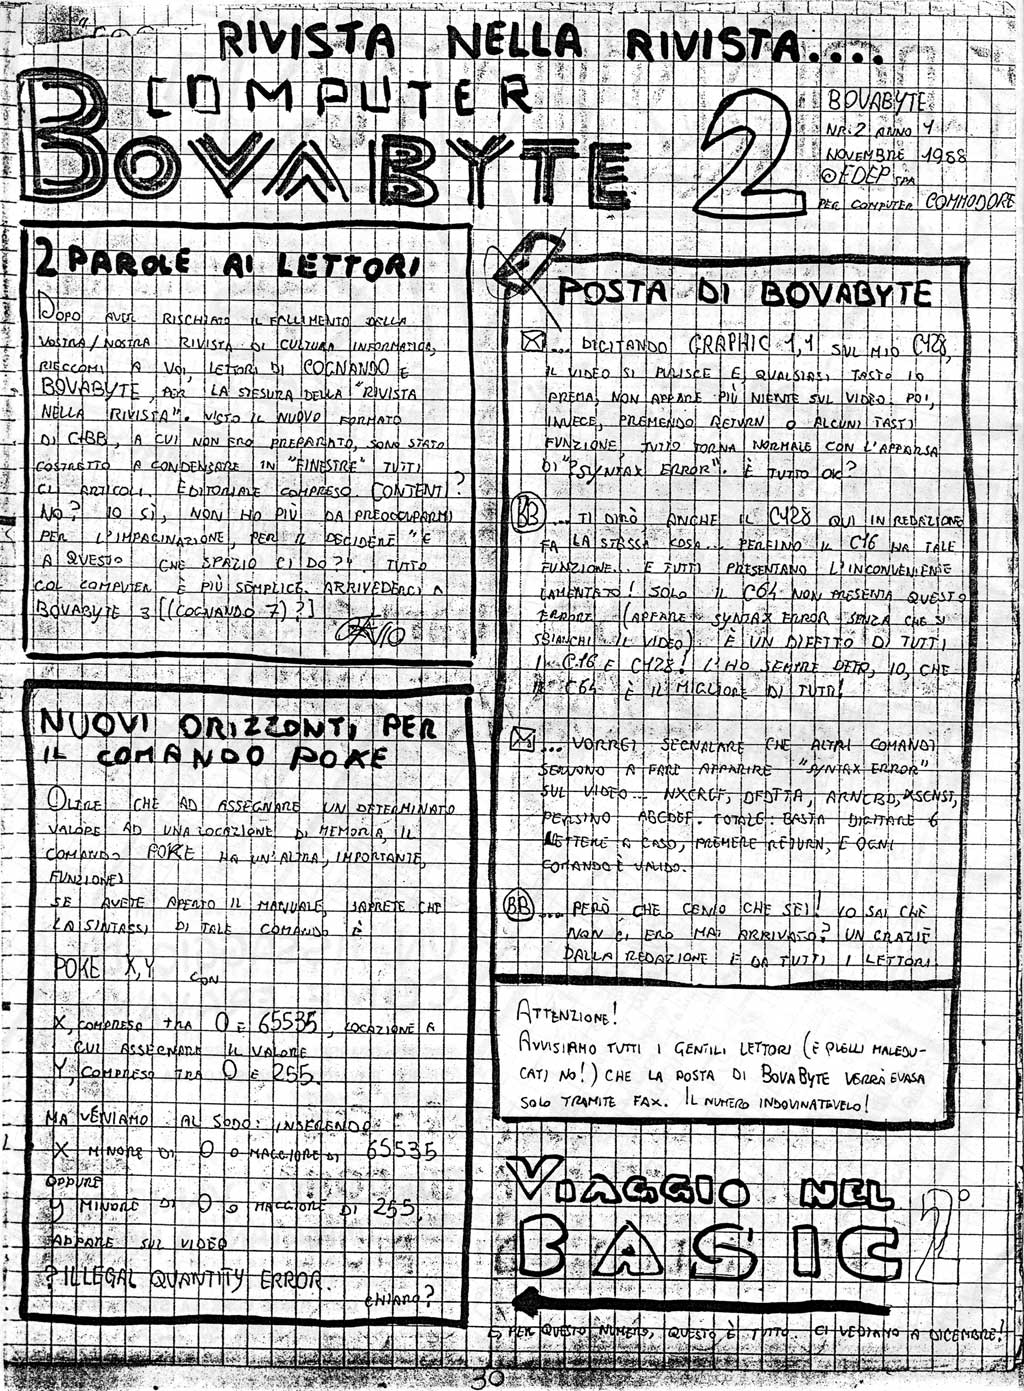 RIVISTA NELLA RIVISTA....
COMPUTER
BOVABYTE 2
BOVABYTE
NR. 2 ANNO 1
NOVEMBRE 1988
© EDEP SPA
PER COMPUTER COMMODORE
2 PAROLE AI LETTORI
DOPO AVER RISCHIATO IL FALLIMENTO DELLA
VOSTRA/NOSTRA RIVISTA DI CULTURA INFORMATICA,
RIECCOMI A VOI, LETTORI DI COGNANDO E
BOVABYTE, PER LA STESURA DELLA "RIVISTA
NELLA RIVISTA". VISTO IL NUOVO FORMATO
DI C+BB, A CUI NON ERO PREPARATO, SONO STATO
COSTRETTO A CONDENSARE IN "FINESTRE" TUTTI
GLI ARTICOLI. EDITORIALE COMPRESO. CONTENTI?
NO? IO SÌ, NON HO PIÙ DA PREOCCUPARMI
PER L'IMPAGINAZIONE, PER IL DECIDERE "E
A QUESTO CHE SPAZIO CI DO?". TUTTO
COL COMPUTER È PIÙ SEMPLICE. ARRIVEDERCI A
BOVABYTE 3 [(COGNANDO 7)?]
NUOVI ORIZZONTI PER
IL COMANDO POKE
OLTRE CHE AD ASSEGNARE UN DETERMINATO
VALORE AD UNA LOCAZIONE DI MEMORIA, IL
COMANDO POKE HA UN'ALTRA, IMPORTANTE,
FUNZIONE!
SE AVETE APERTO IL MANUALE, SAPRETE CHE
LA SINTASSI DI TALE COMANDO È
POKE X,Y CON
X, COMPRESO TRA 0 E 65535, LOCAZIONE A
CUI ASSEGNARE IL VALORE
Y, COMPRESO TRA 0 E 255.
MA VENIAMO AL SODO: INSERENDO
X MINORE DI 0 O MAGGIORE DI 65535
OPPURE
Y MINORE DI 0 O MAGGIORE DI 255,
APPARE SUL VIDEO
?ILLEGAL QUANTITY ERROR.
CHIARO?
POSTA DI BOVABYTE
... DIGITANDO GRAPHIC 1,1 SUL MIO C128,
IL VIDEO SI PULISCE E, QUALSIASI TASTO IO
PREMA, NON APPARE PIÙ NIENTE SUL VIDEO. POI,
INVECE, PREMENDO RETURN O ALCUNI TASTI
FUNZIONE, TUTTO TORNA NORMALE CON L'APPARSA
DI "?SYNTAX ERROR". È TUTTO OK?
BB ... TI DIRÒ ANCHE IL C128 QUI IN REDAZIONE
FA LA STESSA COSA... PERFINO IL C16 HA TALE
FUNZIONE... E TUTTI PRESENTANO L'INCONVENIENTE
LAMENTATO! SOLO IL C64 NON PRESENTA QUESTO
ERRORE (APPARE SYNTAX ERROR SENZA CHE SI
SBIANCHI IL VIDEO). È UN DIFETTO DI TUTTI
I C16 E C128! L'HO SEMPRE DETTO, IO, CHE
IL C64 È IL MIGLIORE DI TUTTI!
... VORREI SEGNALARE CHE ALTRI COMANDI
SERVONO A FARE APPARIRE "SYNTAX ERROR"
SUL VIDEO... NXCRGF, DFDTTA, ARNCBD, DXSCNST,
PERSINO ABCDEF. TOTALE: BASTA DIGITARE 6
LETTERE A CASO, PREMERE RETURN, E OGNI
COMANDO È VALIDO.
BB ... PERÒ, CHE GENIO CHE SEI! LO SAI CHE
NON CI ERO MAI ARRIVATO? UN GRAZIE
DALLA REDAZIONE E DA TUTTI I LETTORI.
ATTENZIONE!
AVVISIAMO TUTTI I GENTILI LETTORI (E QUELLI MALEDU-
CATI NO!) CHE LA POSTA DI BOVABYTE VERRÀ EVASA
SOLO TRAMITE FAX. IL NUMERO INDOVINATEVELO!
VIAGGIO NEL
BASIC 2°
PER QUESTO NUMERO, QUESTO È TUTTO. CI VEDIAMO A DICEMBRE!
30